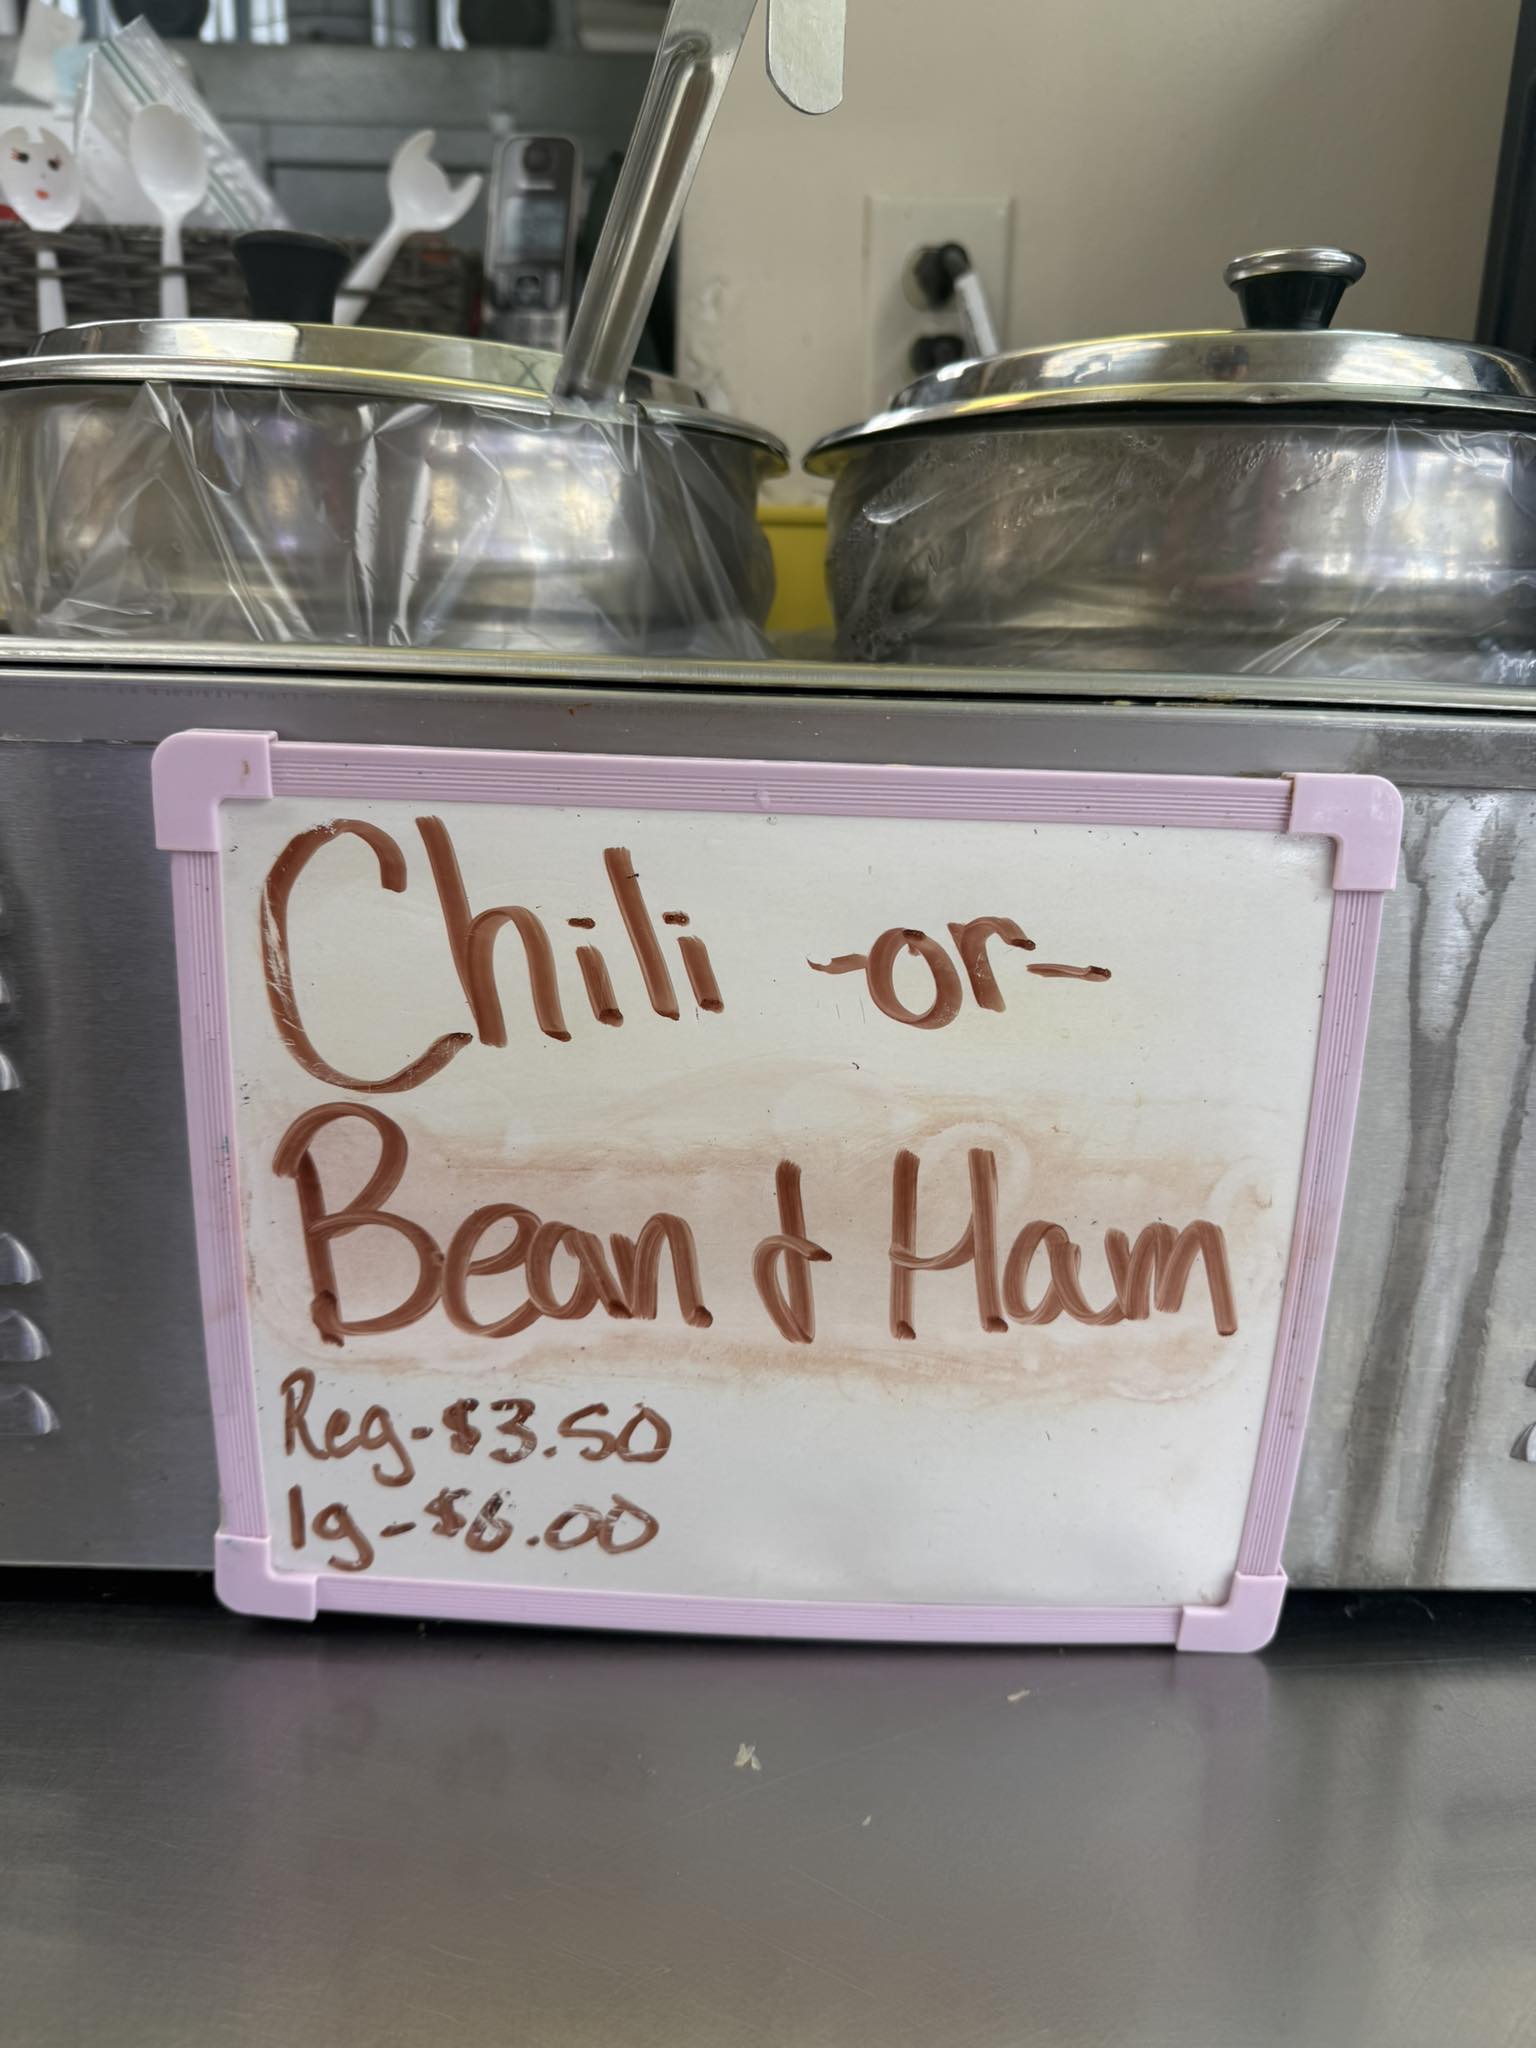 Chili -or-
Bean & Ham
Reg-$3.50
lg-$6.00
X